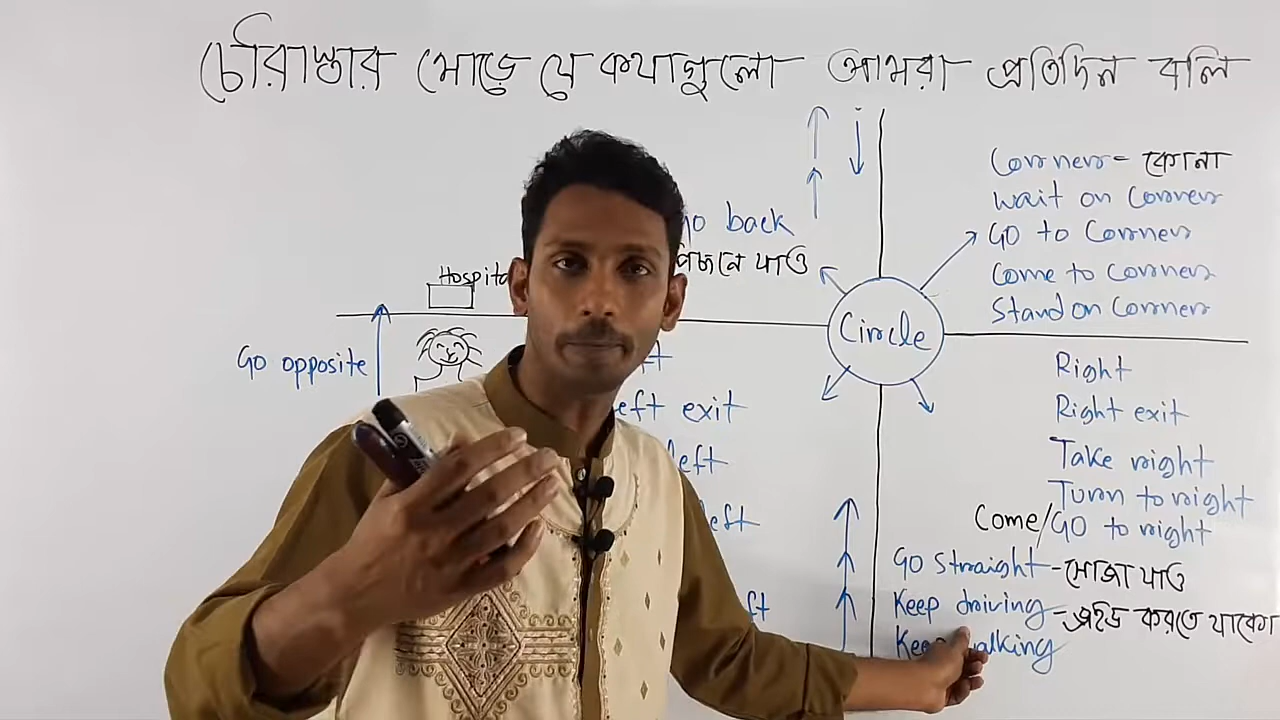 চৌরাস্তার মোড়ে যে কথাগুলো আমরা প্রতিদিন বলি
Corner = কোনা
Wait on Corner
Go to Corner
Come to Corner
Stand on Corner
go back
পিছনে যাও
Hospital
Circle
Go opposite
left exit
left
left
Right
Right exit
Take right
Turn to right
Come/Go to right
Go straight - সোজা যাও
Keep driving - ড্রাইভ করতে থাকো
Keep walking